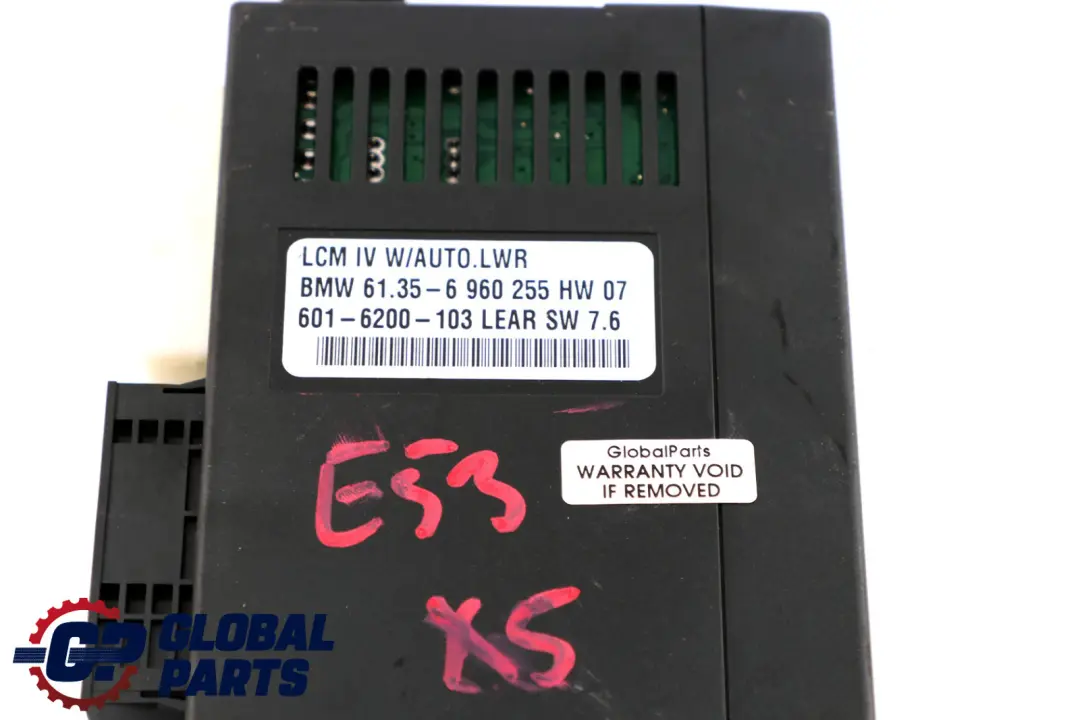 LCM IV W/AUTO.LWR
BMW 61.35-6 960 255 HW 07
601-6200-103 LEAR SW 7.6
E53
GlobalParts
WARRANTY VOID
IF REMOVED
X5
GP GLOBAL
PARTS